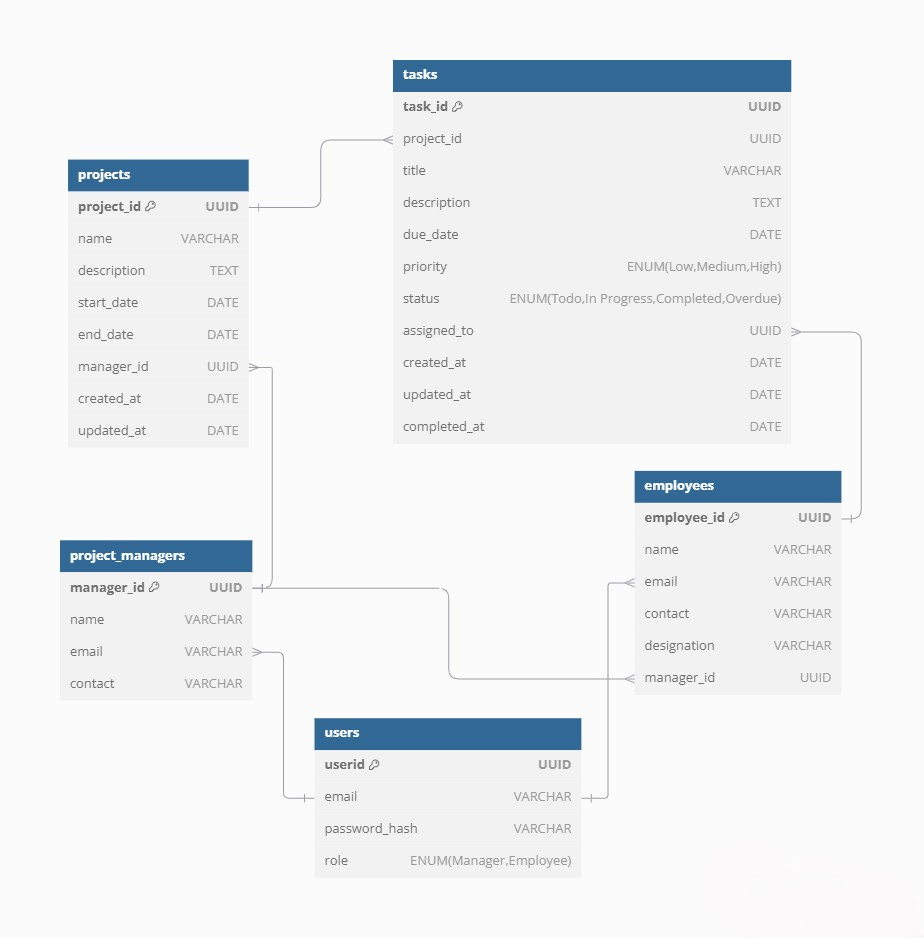 tasks
task_id UUID
project_id UUID
title VARCHAR
description TEXT
due_date DATE
priority ENUM(Low,Medium,High)
status ENUM(Todo,In Progress,Completed,Overdue)
assigned_to UUID
created_at DATE
updated_at DATE
completed_at DATE
projects
project_id UUID
name VARCHAR
description TEXT
start_date DATE
end_date DATE
manager_id UUID
created_at DATE
updated_at DATE
employees
employee_id UUID
name VARCHAR
email VARCHAR
contact VARCHAR
designation VARCHAR
manager_id UUID
project_managers
manager_id UUID
name VARCHAR
email VARCHAR
contact VARCHAR
users
userid UUID
email VARCHAR
password_hash VARCHAR
role ENUM(Manager,Employee)